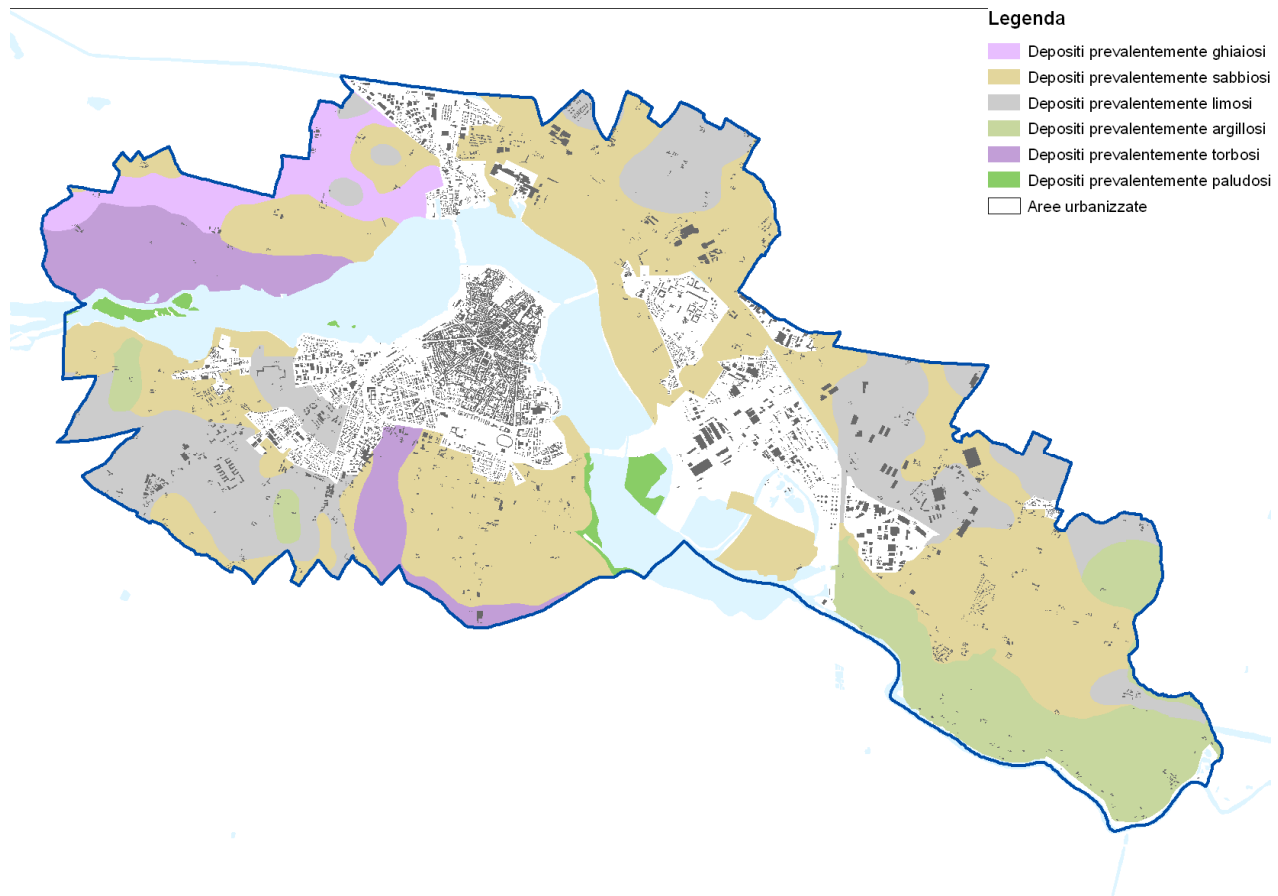 Legenda
Depositi prevalentemente ghiaiosi
Depositi prevalentemente sabbiosi
Depositi prevalentemente limosi
Depositi prevalentemente argillosi
Depositi prevalentemente torbosi
Depositi prevalentemente paludosi
Aree urbanizzate